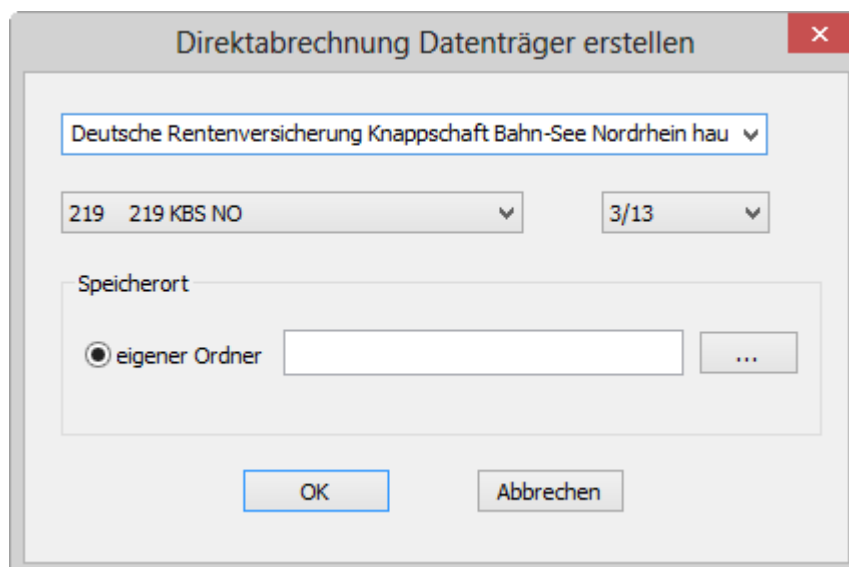 Direktabrechnung Datenträger erstellen
Deutsche Rentenversicherung Knappschaft Bahn-See Nordrhein hau
219 219 KBS NO 3/13
Speicherort
eigener Ordner ...
OK Abbrechen